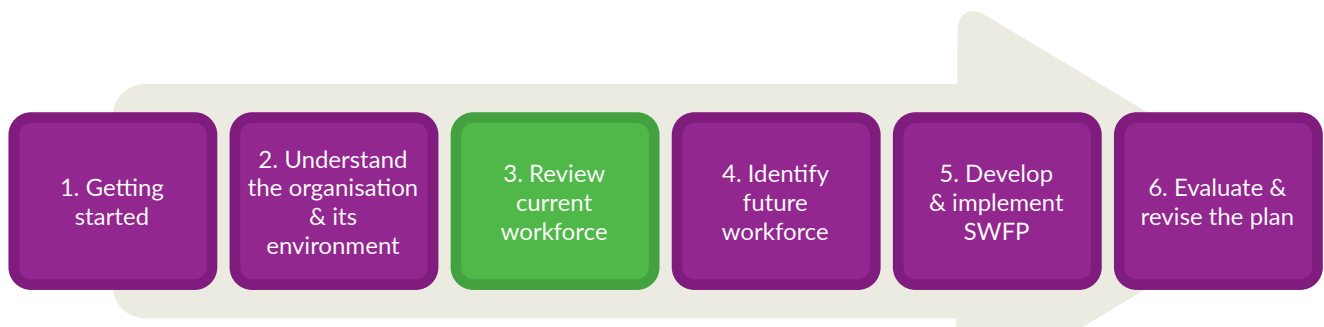 1. Getting
started
2. Understand
the organisation
& its
environment
3. Review
current
workforce
4. Identify
future
workforce
5. Develop
& implement
SWFP
6. Evaluate &
revise the plan